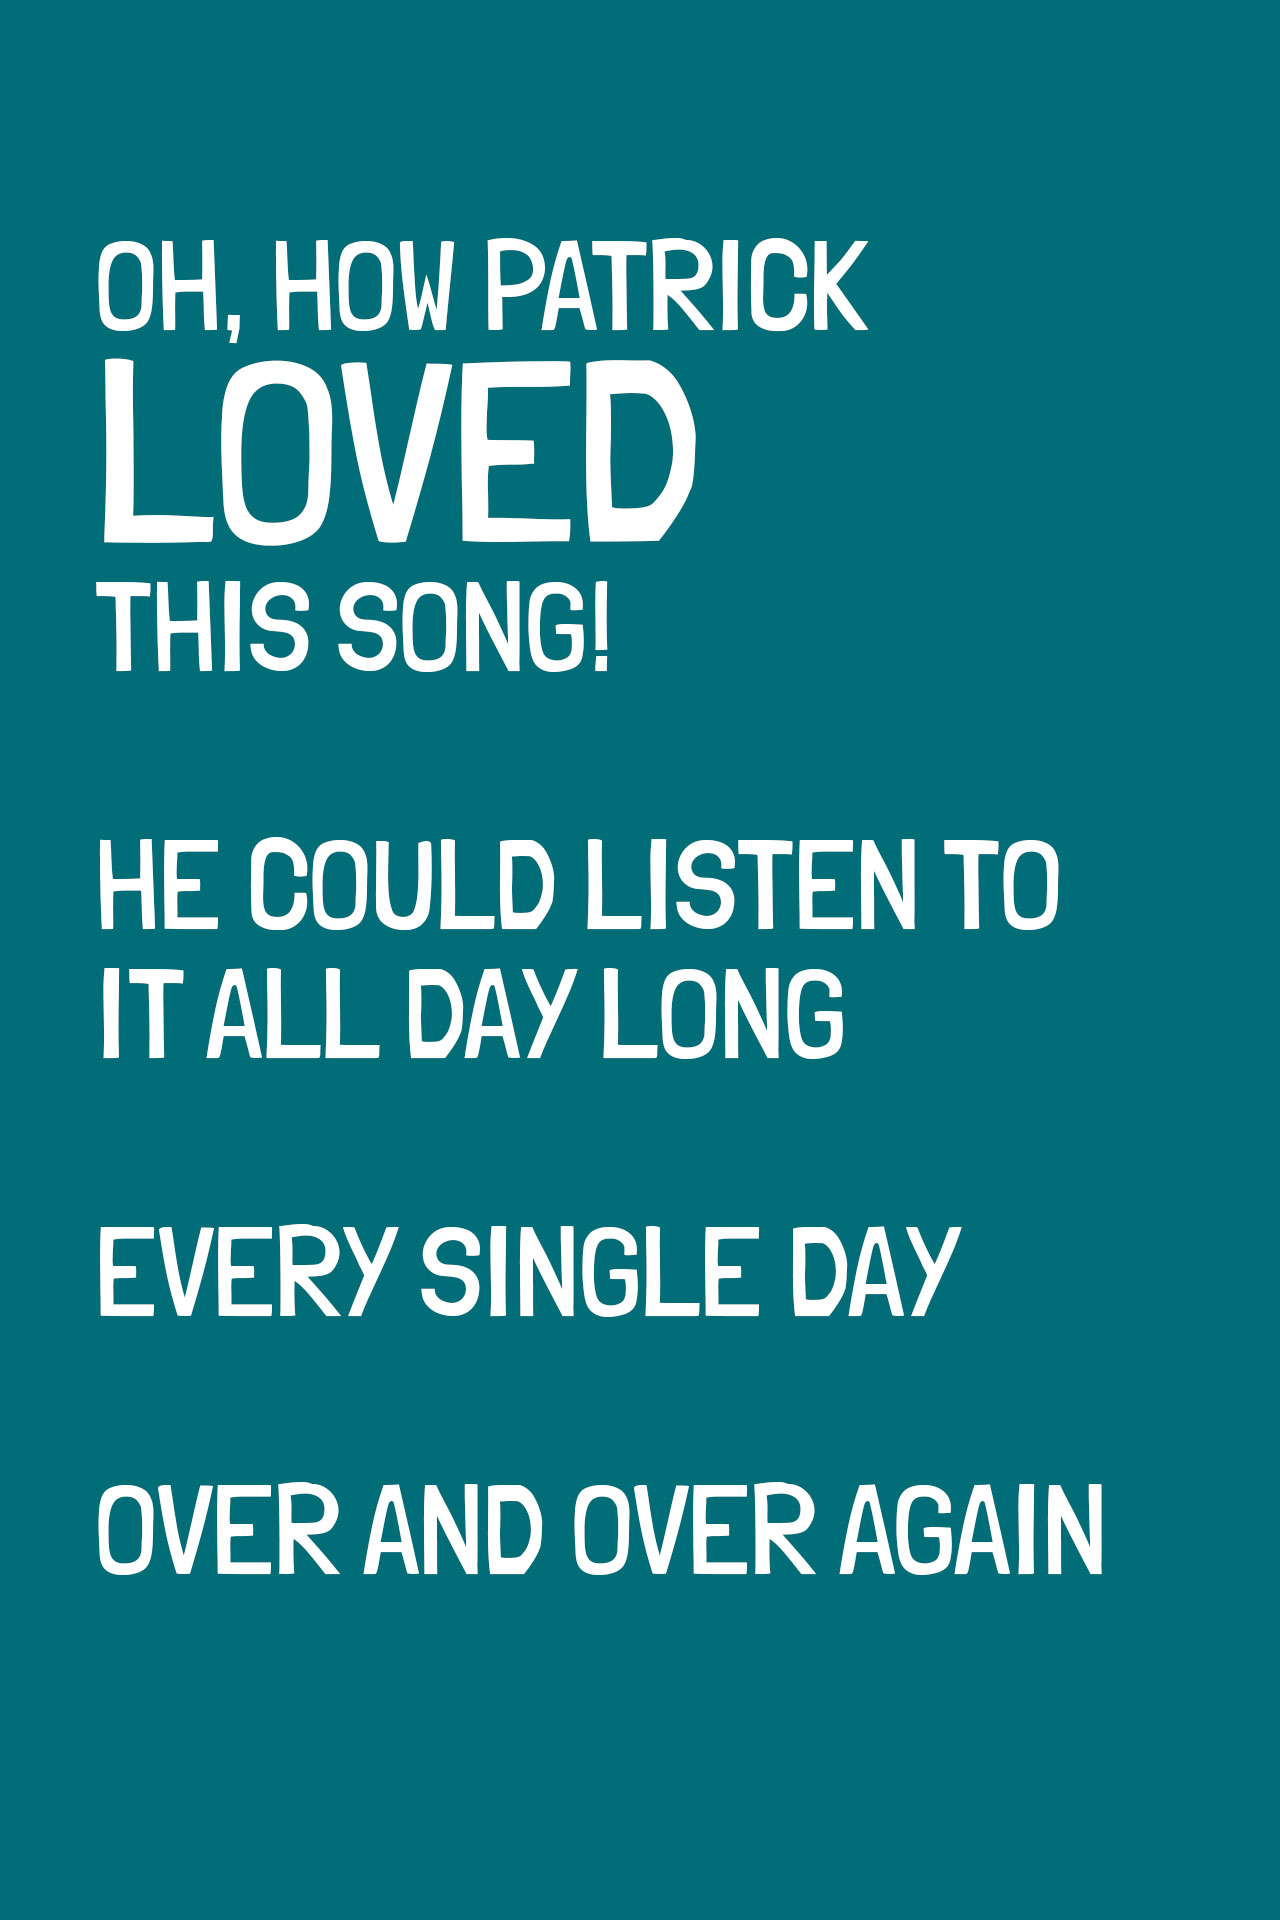 OH, HOW PATRICK
LOVED
THIS SONG!
HE COULD LISTEN TO
IT ALL DAY LONG
EVERY SINGLE DAY
OVER AND OVER AGAIN